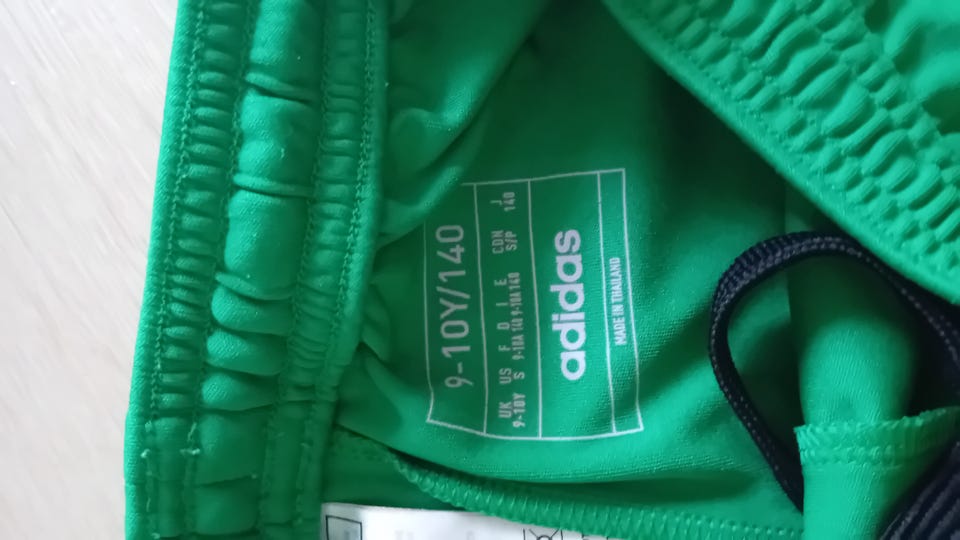 9-10Y/140
UK US F D I E CDN J
9-10Y S 9-10A 140 9-10A 140 S/P 140
adidas
MADE IN THAILAND